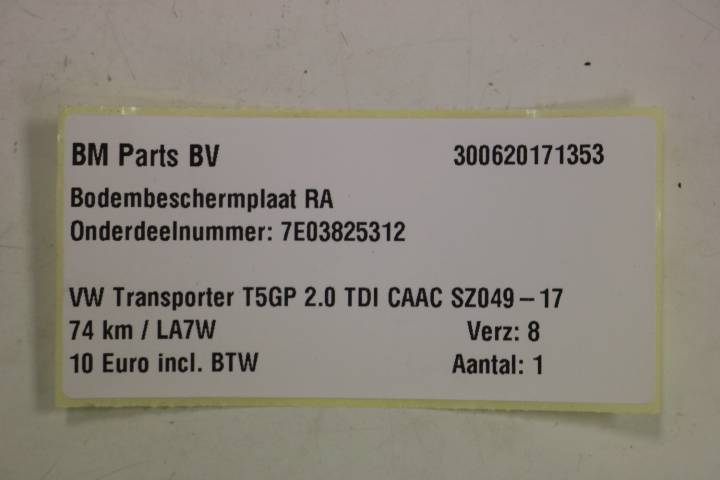 BM Parts BV 300620171353
Bodembeschermplaat RA
Onderdeelnummer: 7E03825312
VW Transporter T5GP 2.0 TDI CAAC SZ049-17
74 km / LA7W Verz: 8
10 Euro incl. BTW Aantal: 1